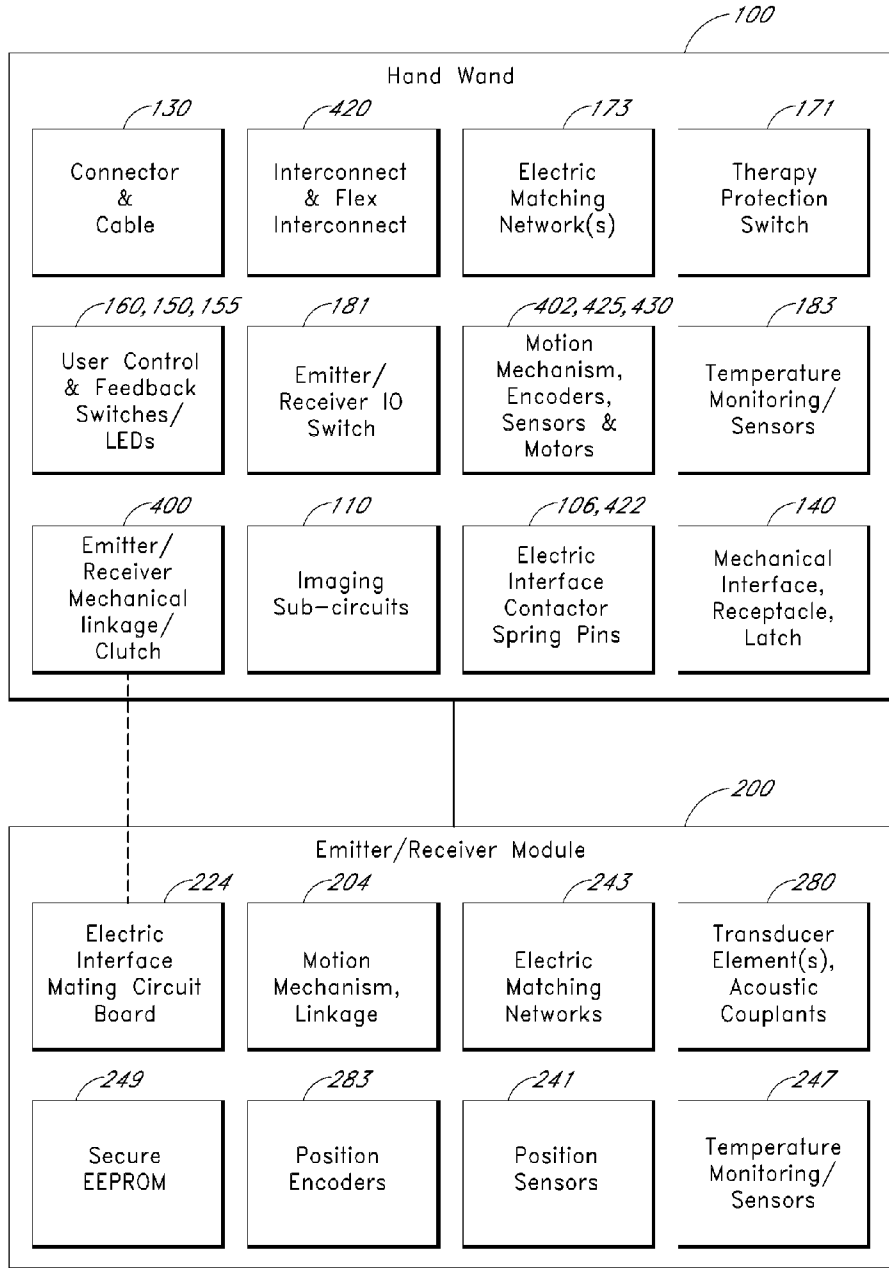 100
Hand Wand
130
420
173
171
Connector
&
Cable
Interconnect
& Flex
Interconnect
Electric
Matching
Network(s)
Therapy
Protection
Switch
160, 150, 155
181
402, 425, 430
183
User Control
& Feedback
Switches/
LEDs
Emitter/
Receiver IO
Switch
Motion
Mechanism,
Encoders,
Sensors &
Motors
Temperature
Monitoring/
Sensors
400
110
106,422
140
Emitter/
Receiver
Mechanical
linkage/
Clutch
Imaging
Sub-circuits
Electric
Interface
Contactor
Spring Pins
Mechanical
Interface,
Receptacle,
Latch
200
Emitter/Receiver Module
224
204
243
280
Electric
Interface
Mating Circuit
Board
Motion
Mechanism,
Linkage
Electric
Matching
Networks
Transducer
Element(s),
Acoustic
Couplants
249
283
241
247
Secure
EEPROM
Position
Encoders
Position
Sensors
Temperature
Monitoring/
Sensors